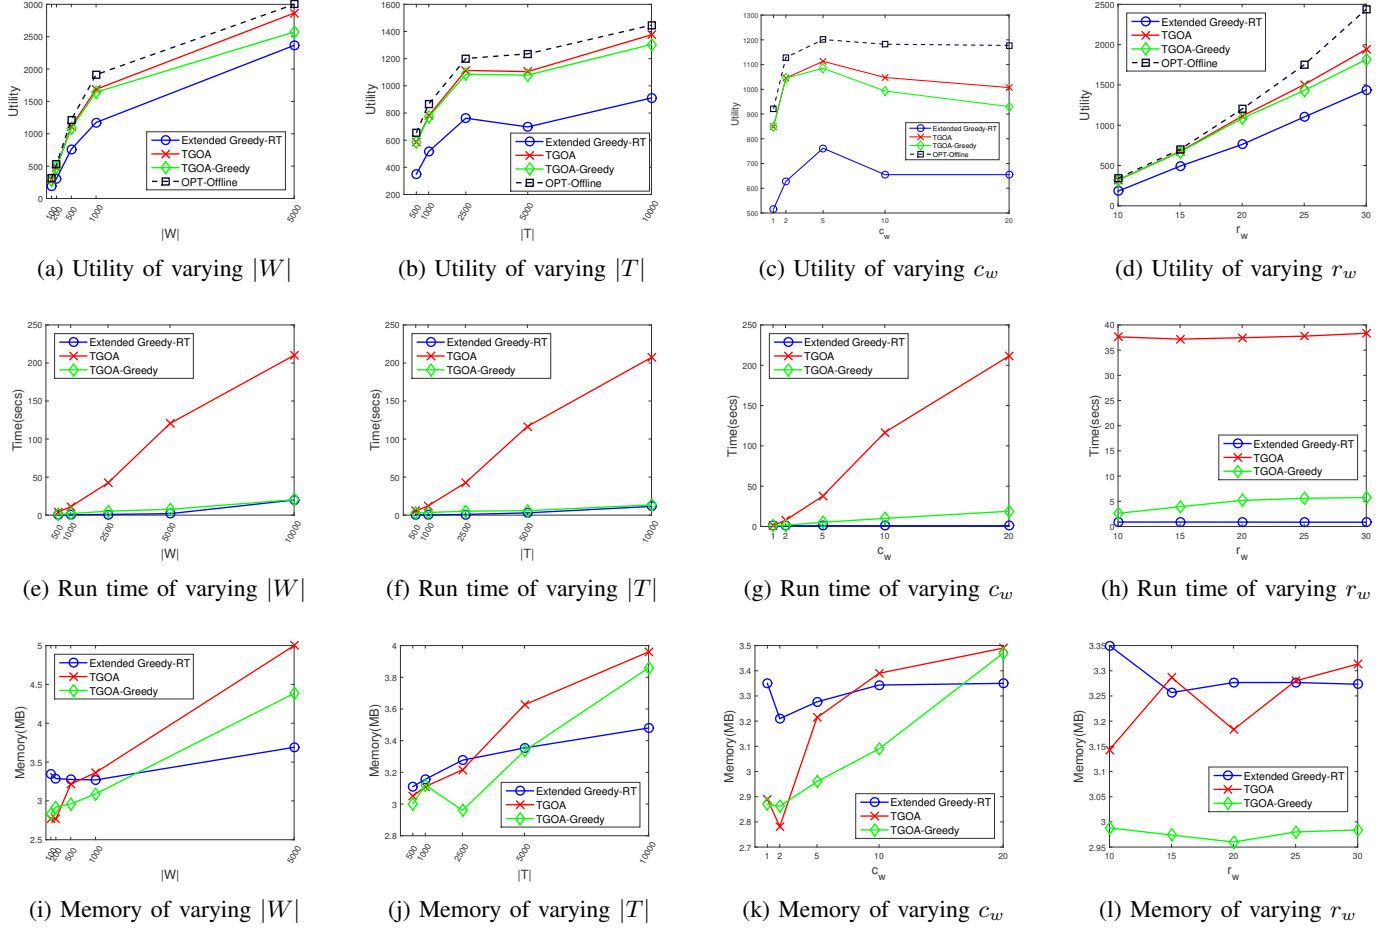 3000
2500
2000
1500
1000
500
0
Utility
100
200
500
1000
5000
|W|
Extended Greedy-RT
TGOA
TGOA-Greedy
OPT-Offline
(a) Utility of varying |W|
1600
1400
1200
1000
800
600
400
200
Utility
500
1000
2500
5000
10000
|T|
Extended Greedy-RT
TGOA
TGOA-Greedy
OPT-Offline
(b) Utility of varying |T|
1300
1200
1100
1000
900
800
700
600
500
Utility
1 2 5 10 20
c_w
Extended Greedy-RT
TGOA
TGOA-Greedy
OPT-Offline
(c) Utility of varying c_w
2500
2000
1500
1000
500
0
Utility
10 15 20 25 30
r_w
Extended Greedy-RT
TGOA
TGOA-Greedy
OPT-Offline
(d) Utility of varying r_w
250
200
150
100
50
0
Time(secs)
500
1000
2500
5000
10000
|W|
Extended Greedy-RT
TGOA
TGOA-Greedy
(e) Run time of varying |W|
250
200
150
100
50
0
Time(secs)
500
1000
2500
5000
10000
|T|
Extended Greedy-RT
TGOA
TGOA-Greedy
(f) Run time of varying |T|
250
200
150
100
50
0
Time(secs)
1 2 5 10 20
c_w
Extended Greedy-RT
TGOA
TGOA-Greedy
(g) Run time of varying c_w
40
35
30
25
20
15
10
5
0
Time(secs)
10 15 20 25 30
r_w
Extended Greedy-RT
TGOA
TGOA-Greedy
(h) Run time of varying r_w
5
4.5
4
3.5
3
2.5
Memory(MB)
100
200
500
1000
5000
|W|
Extended Greedy-RT
TGOA
TGOA-Greedy
(i) Memory of varying |W|
4
3.8
3.6
3.4
3.2
3
2.8
Memory(MB)
500
1000
2500
5000
10000
|T|
Extended Greedy-RT
TGOA
TGOA-Greedy
(j) Memory of varying |T|
3.5
3.4
3.3
3.2
3.1
3
2.9
2.8
2.7
Memory(MB)
1 2 5 10 20
c_w
Extended Greedy-RT
TGOA
TGOA-Greedy
(k) Memory of varying c_w
3.35
3.3
3.25
3.2
3.15
3.1
3.05
3
2.95
Memory(MB)
10 15 20 25 30
r_w
Extended Greedy-RT
TGOA
TGOA-Greedy
(l) Memory of varying r_w